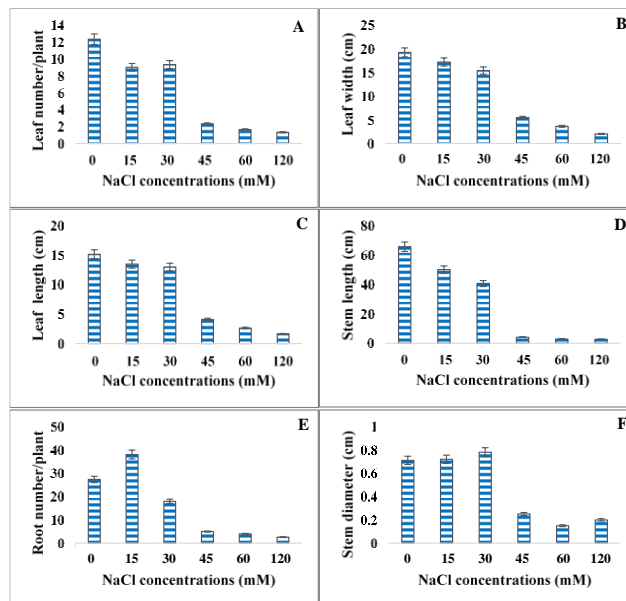 A
Leaf number/plant
14
12
10
8
6
4
2
0
0 15 30 45 60 120
NaCl concentrations (mM)
B
Leaf width (cm)
25
20
15
10
5
0
0 15 30 45 60 120
NaCl concentrations (mM)
C
Leaf length (cm)
20
15
10
5
0
0 15 30 45 60 120
NaCl concentrations (mM)
D
Stem length (cm)
80
60
40
20
0
0 15 30 45 60 120
NaCl concentrations (mM)
E
Root number/plant
50
40
30
20
10
0
0 15 30 45 60 120
NaCl concentrations (mM)
F
Stem diameter (cm)
1
0.8
0.6
0.4
0.2
0
0 15 30 45 60 120
NaCl concentrations (mM)